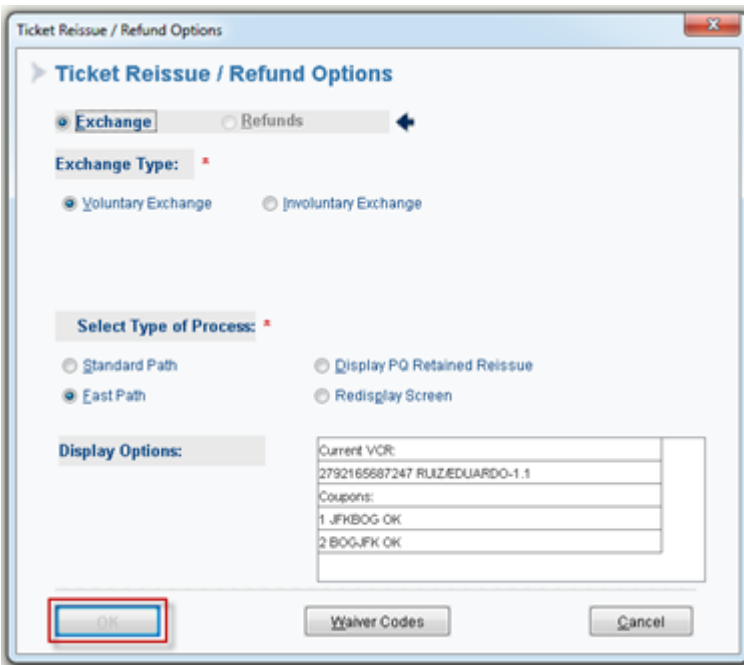 Ticket Reissue / Refund Options
Ticket Reissue / Refund Options
Exchange Refunds
Exchange Type: *
Voluntary Exchange Involuntary Exchange
Select Type of Process: *
Standard Path Display PQ Retained Reissue
Fast Path Redisplay Screen
Display Options:
Current VCR:
2792165687247 RUIZ/EDUARDO-1.1
Coupons:
1 JFKBOG OK
2 BOGJFK OK
OK Waiver Codes Cancel